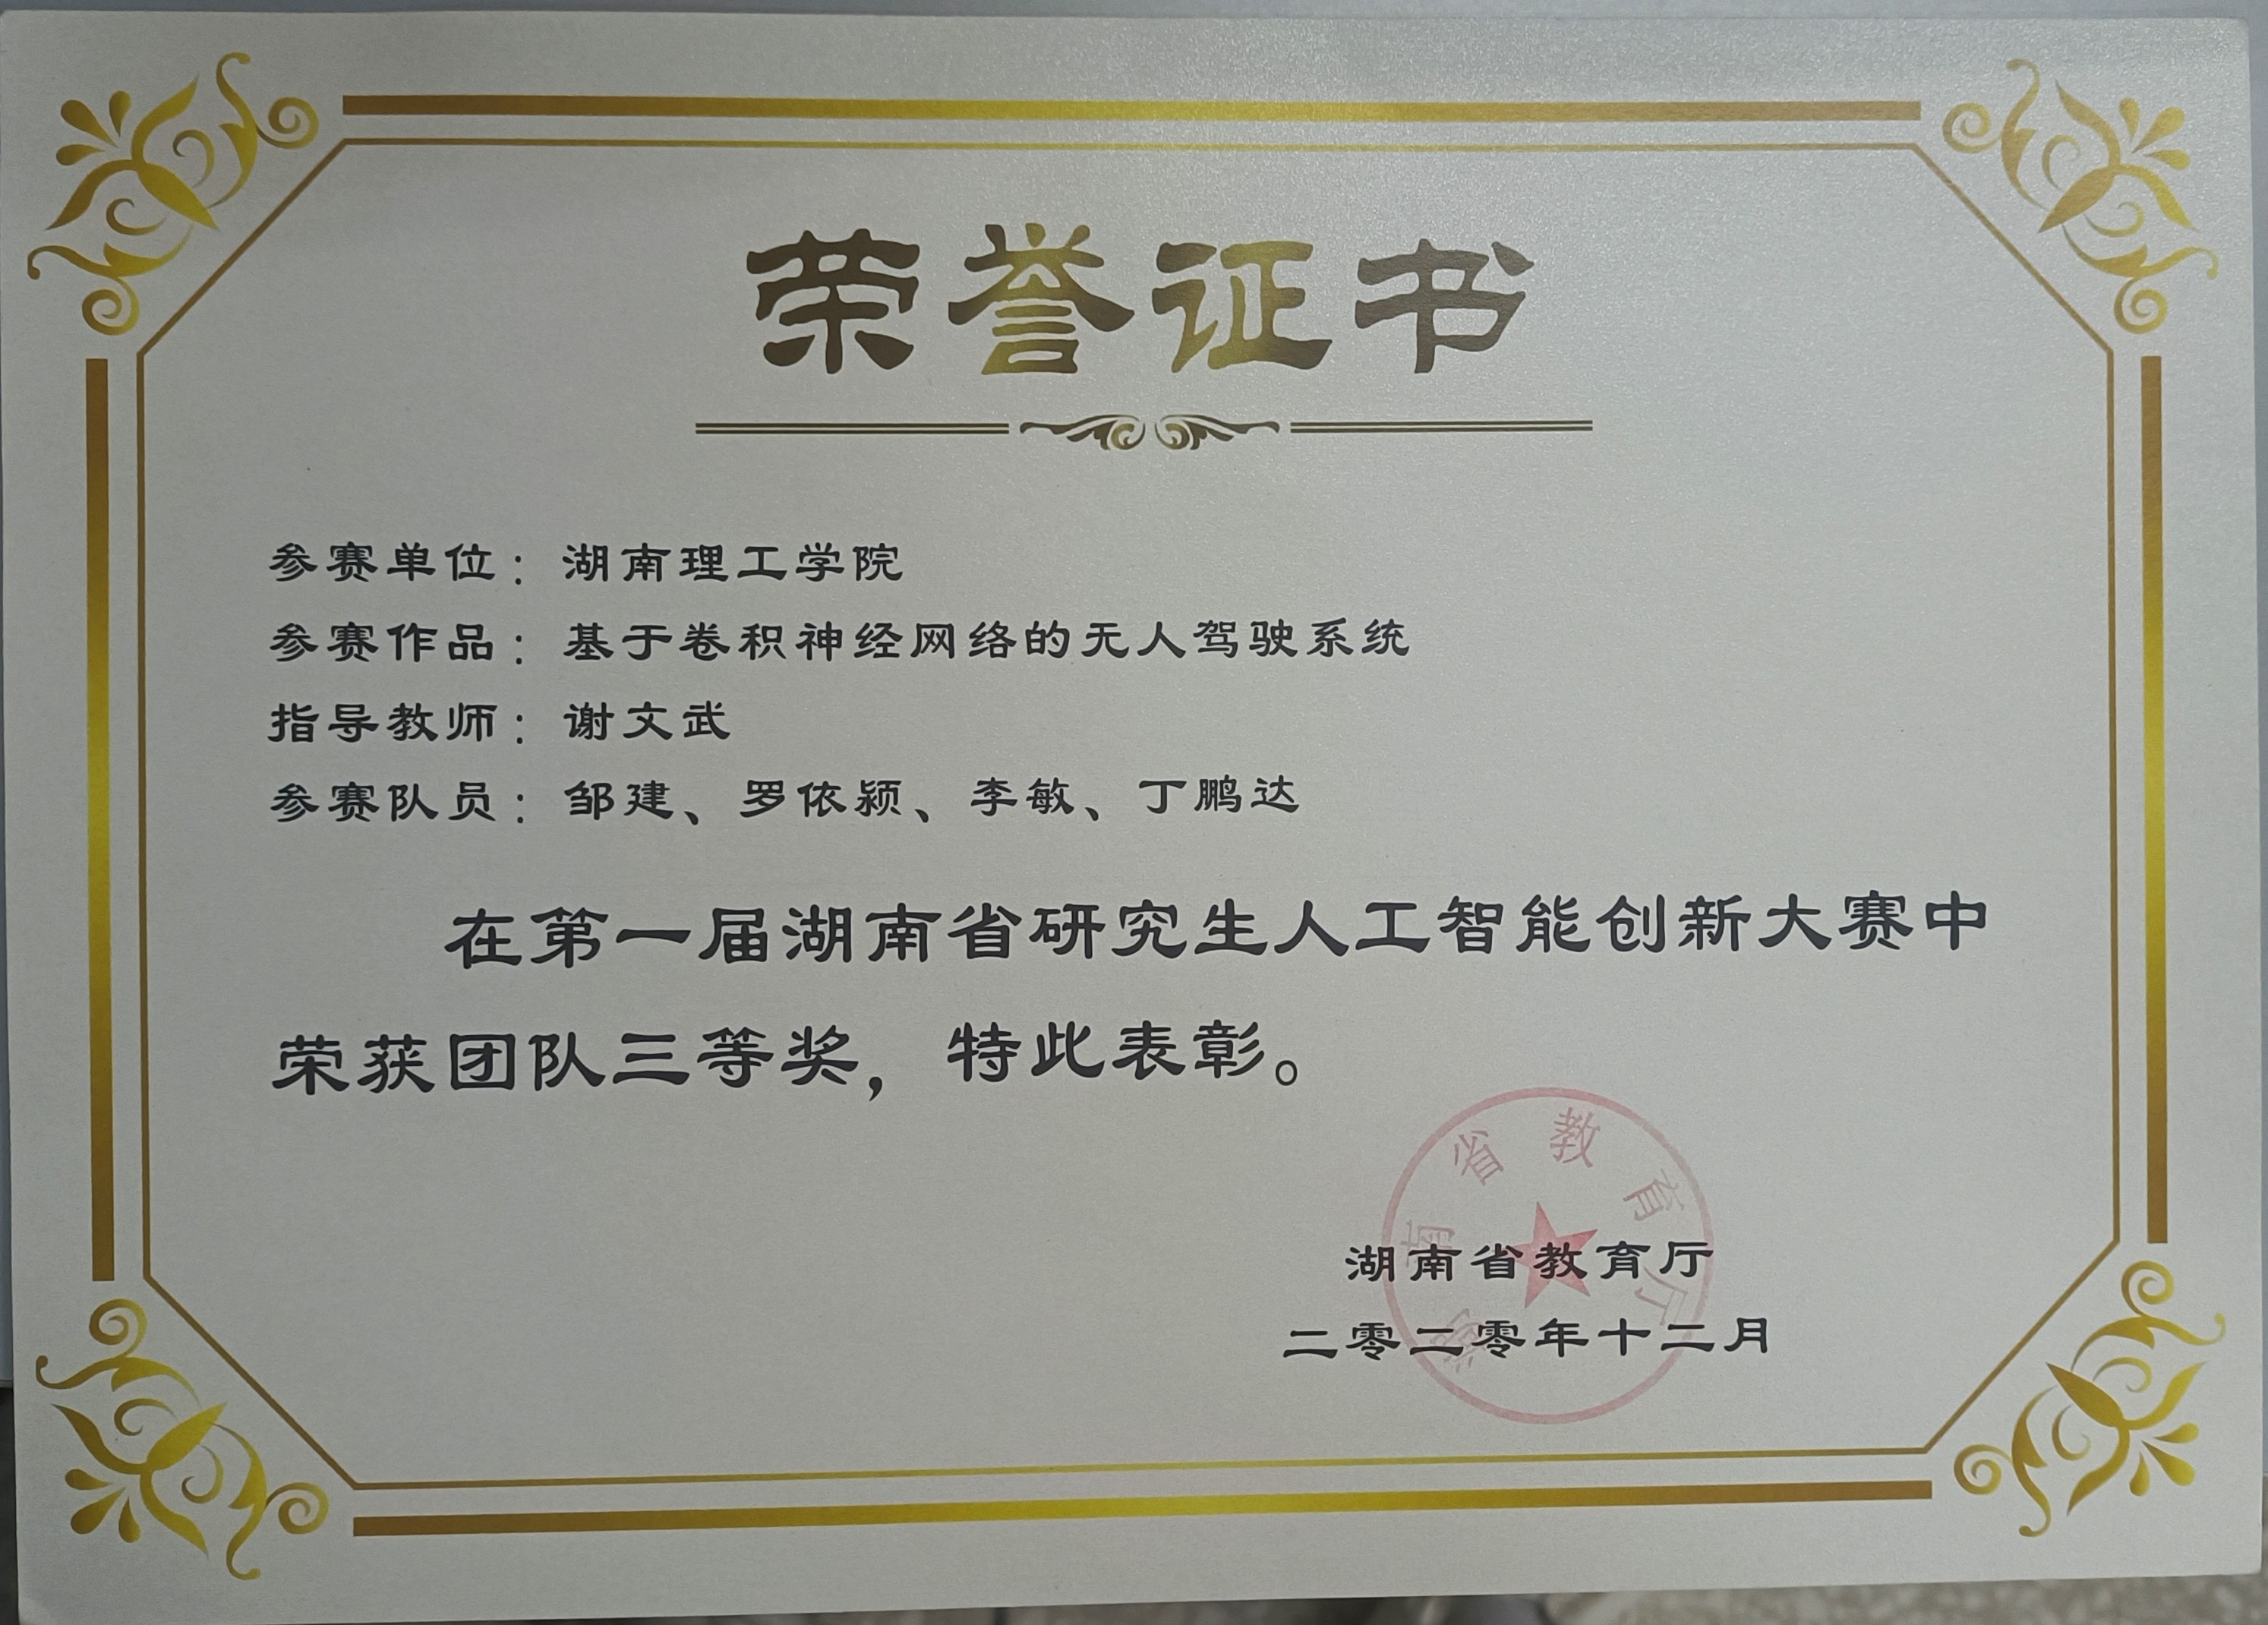 荣誉证书
参赛单位：湖南理工学院
参赛作品：基于卷积神经网络的无人驾驶系统
指导教师：谢文武
参赛队员：邹建、罗依颍、李敏、丁鹏达
在第一届湖南省研究生人工智能创新大赛中
荣获团队三等奖，特此表彰。
湖南省教育厅
湖南省教育厅
二零二零年十二月